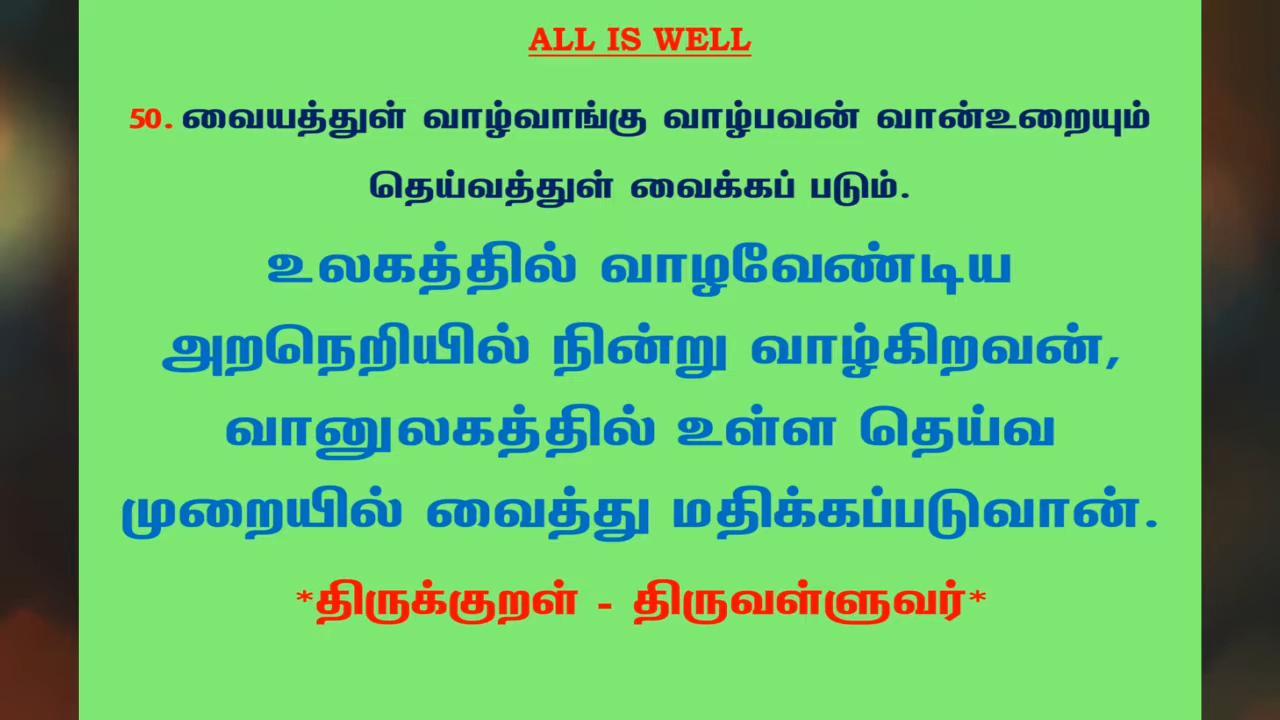 ALL IS WELL
50. வையத்துள் வாழ்வாங்கு வாழ்பவன் வான்உறையும்
தெய்வத்துள் வைக்கப் படும்.
உலகத்தில் வாழவேண்டிய
அறநெறியில் நின்று வாழ்கிறவன்,
வானுலகத்தில் உள்ள தெய்வ
முறையில் வைத்து மதிக்கப்படுவான்.
*திருக்குறள் - திருவள்ளுவர்*